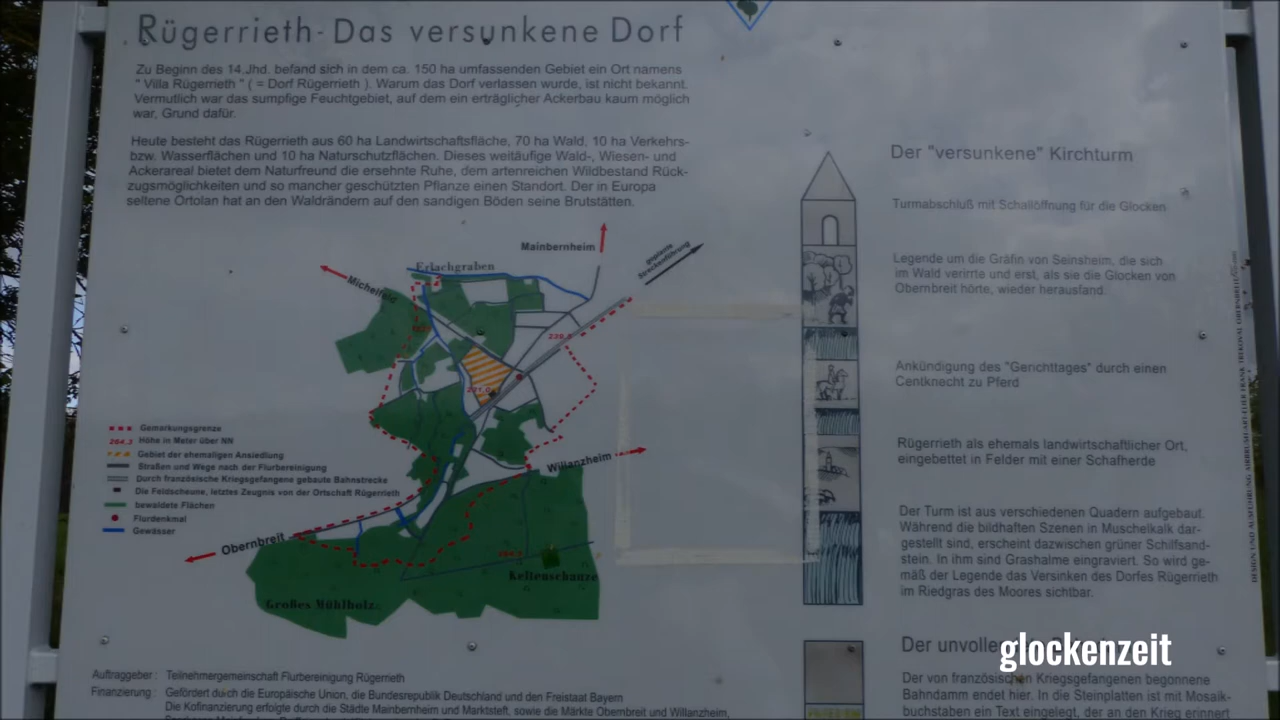 Rügerrieth - Das versunkene Dorf
Zu Beginn des 14.Jhd. befand sich in dem ca. 150 ha umfassenden Gebiet ein Ort namens
" Villa Rügerrieth " ( = Dorf Rügerrieth ). Warum das Dorf verlassen wurde, ist nicht bekannt.
Vermutlich war das sumpfige Feuchtgebiet, auf dem ein erträglicher Ackerbau kaum möglich
war, Grund dafür.
Heute besteht das Rügerrieth aus 60 ha Landwirtschaftsfläche, 70 ha Wald, 10 ha Verkehrs-
bzw. Wasserflächen und 10 ha Naturschutzflächen. Dieses weitäufige Wald-, Wiesen- und
Ackerareal bietet dem Naturfreund die ersehnte Ruhe, dem artenreichen Wildbestand Rück-
zugsmöglichkeiten und so mancher geschützten Pflanze einen Standort. Der in Europa
seltene Ortolan hat an den Waldrändern auf den sandigen Böden seine Brutstätten.
Mainbernheim
geplante
Streckenführung
Erlachgraben
Michelfeld
Willanzheim
Obernbreit
Kellenschanze
264,3
Großes Mühlholz
Gemarkungsgrenze
264,3 Höhe in Meter über NN
Gebiet der ehemaligen Ansiedlung
Straßen und Wege nach der Flurbereinigung
Durch französische Kriegsgefangene gebaute Bahnstrecke
Die Feldscheune, letztes Zeugnis von der Ortschaft Rügerrieth
bewaldete Flächen
Flurdenkmal
Gewässer
Auftraggeber : Teilnehmergemeinschaft Flurbereinigung Rügerrieth
Finanzierung : Gefördert durch die Europäische Union, die Bundesrepublik Deutschland und den Freistaat Bayern
Die Kofinanzierung erfolgte durch die Städte Mainbernheim und Marktsteft, sowie die Märkte Obernbreit und Willanzheim,
Der "versunkene" Kirchturm
Turmabschluß mit Schallöffnung für die Glocken
Legende um die Gräfin von Seinsheim, die sich
im Wald verirrte und erst, als sie die Glocken von
Obernbreit hörte, wieder herausfand.
Ankündigung des "Gerichttages" durch einen
Centknecht zu Pferd
Rügerrieth als ehemals landwirtschaftlicher Ort,
eingebettet in Felder mit einer Schafherde
Der Turm ist aus verschiedenen Quadern aufgebaut.
Während die bildhaften Szenen in Muschelkalk dar-
gestellt sind, erscheint dazwischen grüner Schilfsand-
stein. In ihm sind Grashalme eingraviert. So wird ge-
mäß der Legende das Versinken des Dorfes Rügerrieth
im Riedgras des Moores sichtbar.
Der
glockenzeit
Der von französischen Kriegsgefangenen begonnene
Bahndamm endet hier. In die Steinplatten ist mit Mosaik-
buchstaben ein Text eingelegt, der an den Krieg erinnert